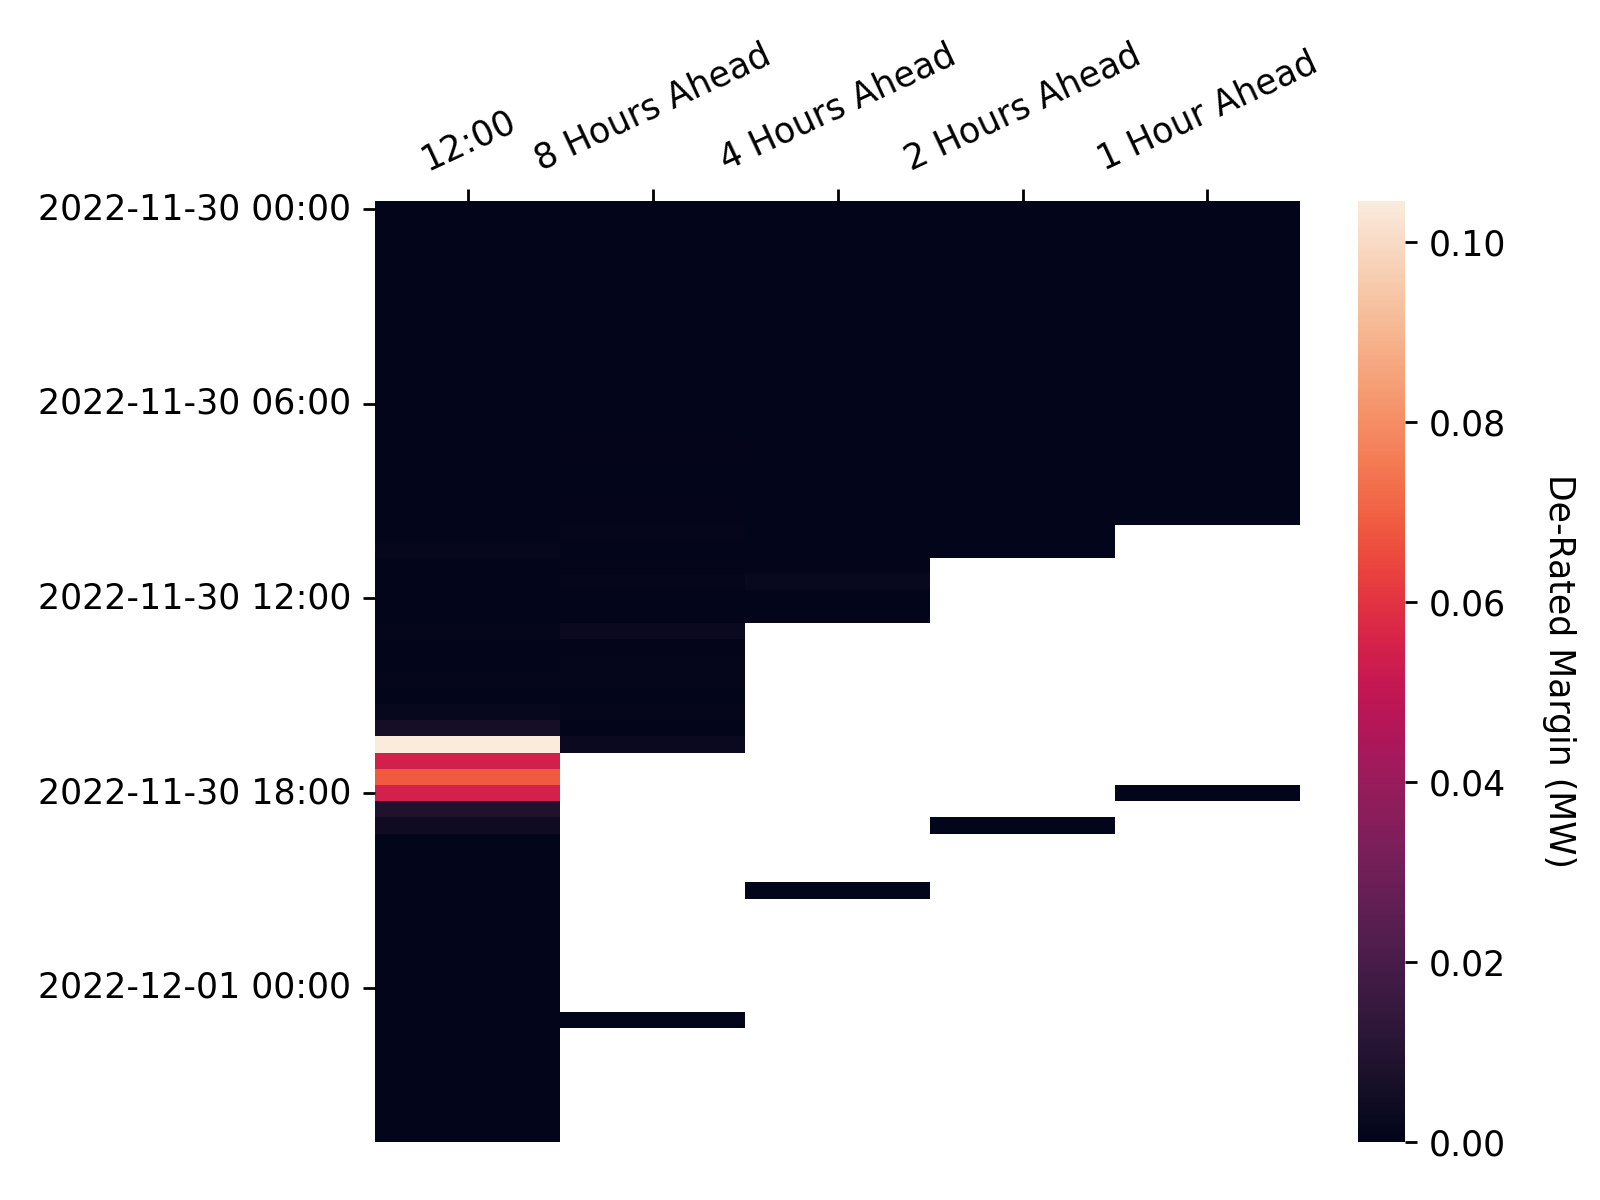 12:00
8 Hours Ahead
4 Hours Ahead
2 Hours Ahead
1 Hour Ahead
2022-11-30 00:00
2022-11-30 06:00
2022-11-30 12:00
2022-11-30 18:00
2022-12-01 00:00
0.10
0.08
0.06
0.04
0.02
0.00
De-Rated Margin (MW)